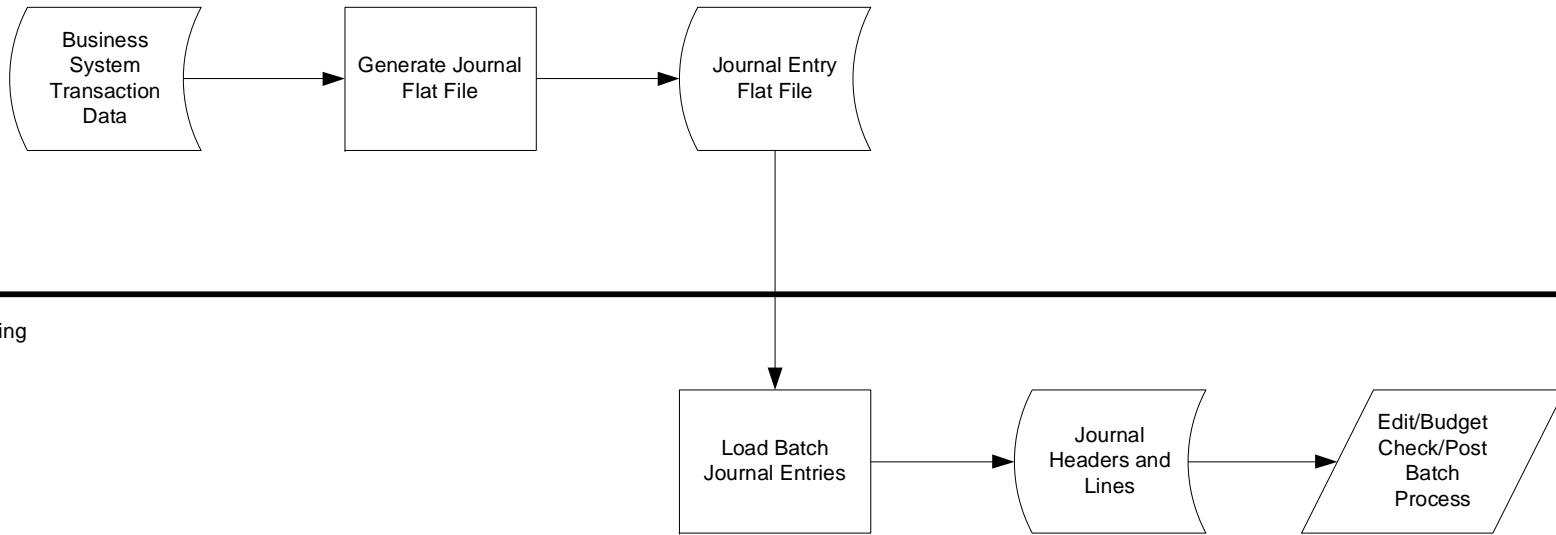 Business
System
Transaction
Data
Generate Journal
Flat File
Journal Entry
Flat File
ing
Load Batch
Journal Entries
Journal
Headers and
Lines
Edit/Budget
Check/Post
Batch
Process